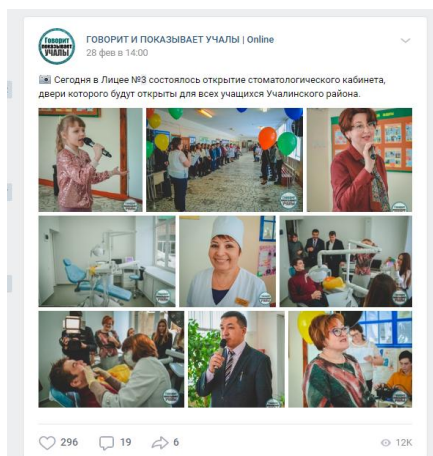 Говорит
ПОКАЗЫВАЕТ
УЧАЛЫ
ГОВОРИТ И ПОКАЗЫВАЕТ УЧАЛЫ | Online
28 фев в 14:00
Сегодня в Лицее №3 состоялось открытие стоматологического кабинета,
двери которого будут открыты для всех учащихся Учалинского района.
296 19 6 12K